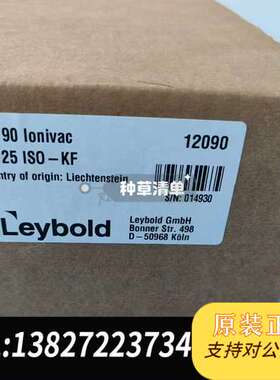 90 Ionivac
12090
25 ISO-KF
ntry of origin: Liechtenstein
S/N: 014930
种草清单
Leybold
Leybold GmbH
Bonner Str. 498
D-50968 Köln
:13827223734
原装正
支持对公